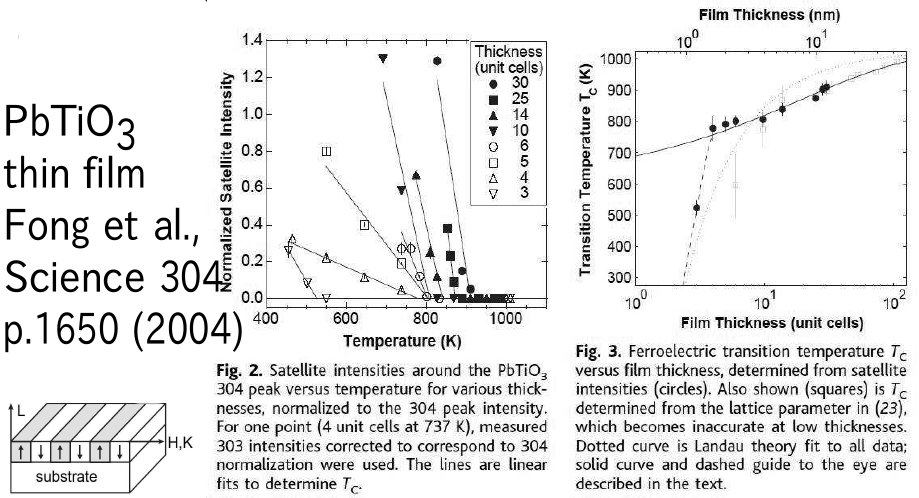 PbTiO3
thin film
Fong et al.,
Science 304
p.1650 (2004)
L
H,K
substrate
1.4
1.2
1.0
0.8
0.6
0.4
0.2
0.0
Normalized Satellite Intensity
Thickness
(unit cells)
30
25
14
10
6
5
4
3
400 600 800 1000
Temperature (K)
Fig. 2. Satellite intensities around the PbTiO3
304 peak versus temperature for various thick-
nesses, normalized to the 304 peak intensity.
For one point (4 unit cells at 737 K), measured
303 intensities corrected to correspond to 304
normalization were used. The lines are linear
fits to determine TC.
Film Thickness (nm)
10^0 10^1
1000
900
800
700
600
500
400
300
Transition Temperature TC (K)
10^0 10^1 10^2
Film Thickness (unit cells)
Fig. 3. Ferroelectric transition temperature TC
versus film thickness, determined from satellite
intensities (circles). Also shown (squares) is TC
determined from the lattice parameter in (23),
which becomes inaccurate at low thicknesses.
Dotted curve is Landau theory fit to all data;
solid curve and dashed guide to the eye are
described in the text.